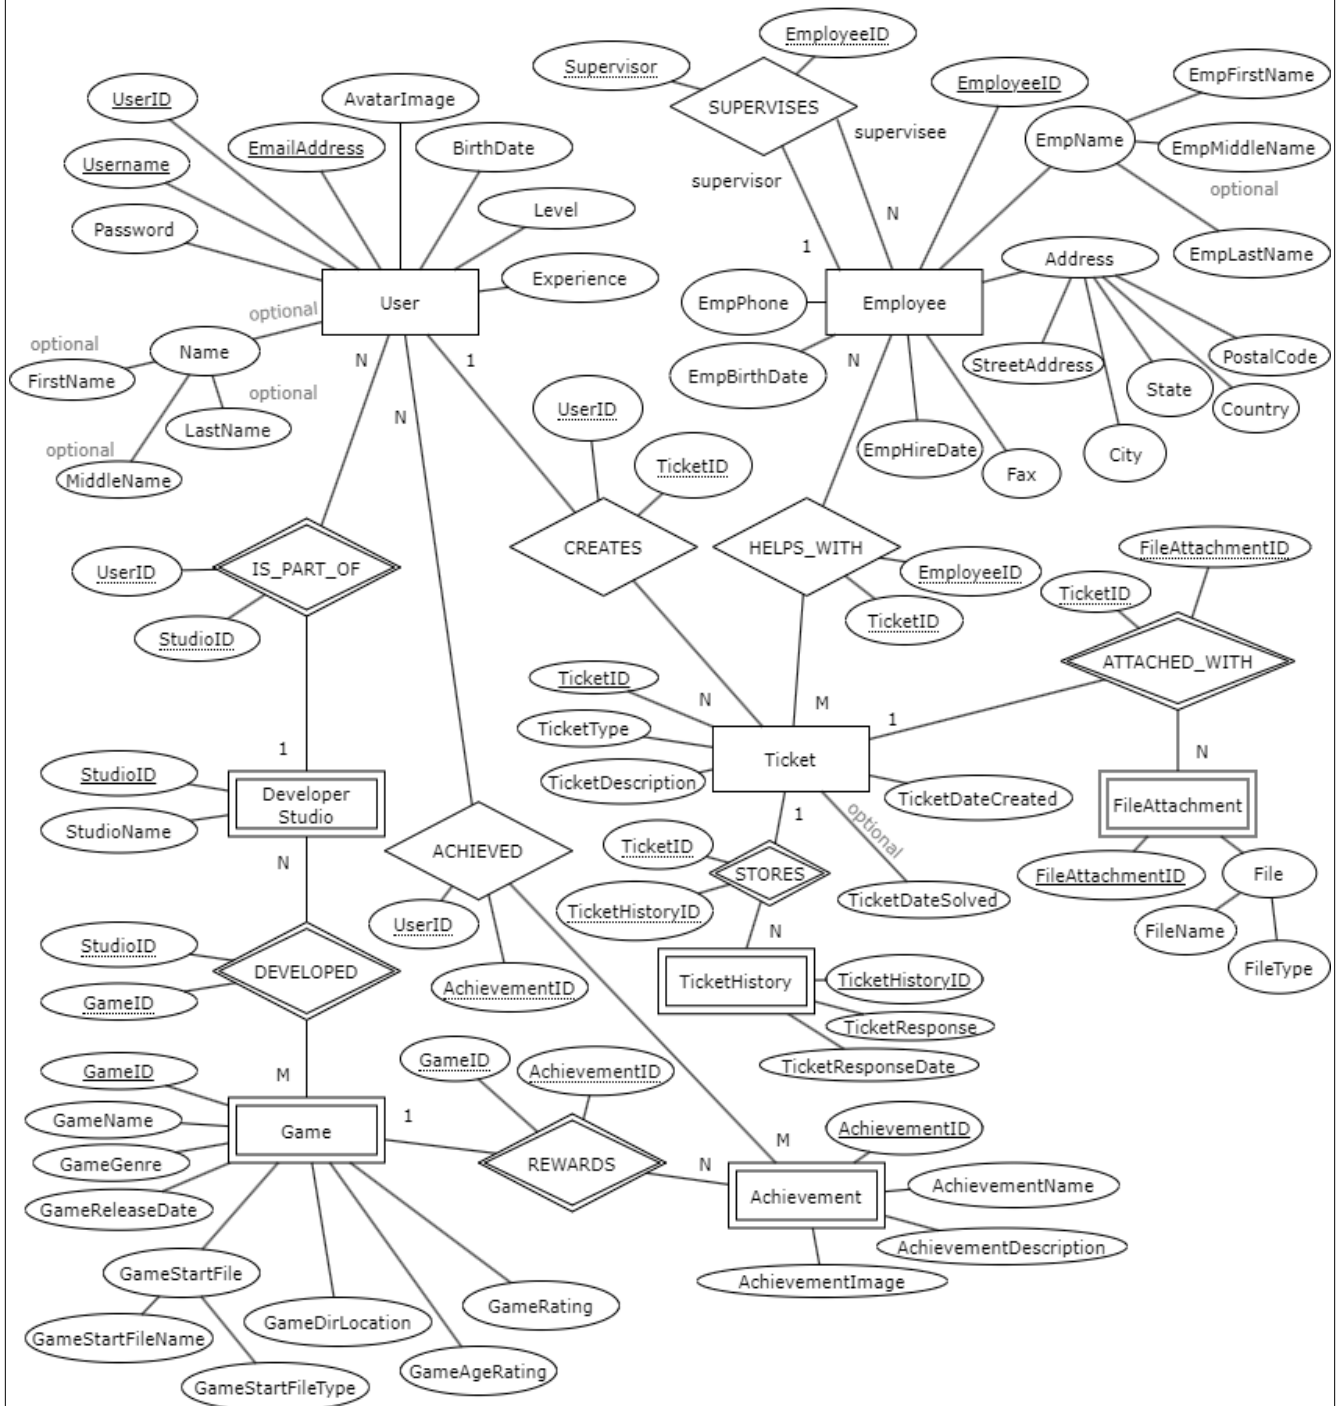 EmployeeID
Supervisor
SUPERVISES
supervisee
supervisor
N
1
EmployeeID
EmpFirstName
EmpName
EmpMiddleName
optional
EmpLastName
UserID
AvatarImage
EmailAddress
BirthDate
Username
Level
Password
Experience
User
optional
Name
optional
FirstName
optional
LastName
optional
MiddleName
N
1
N
Employee
EmpPhone
EmpBirthDate
N
Address
StreetAddress
PostalCode
State
Country
City
EmpHireDate
Fax
UserID
TicketID
CREATES
HELPS_WITH
EmployeeID
TicketID
IS_PART_OF
UserID
StudioID
FileAttachmentID
TicketID
ATTACHED_WITH
TicketID
N
M
1
TicketType
Ticket
TicketDescription
TicketDateCreated
N
1
StudioID
Developer
Studio
StudioName
N
FileAttachment
FileAttachmentID
File
FileName
FileType
1
optional
TicketDateSolved
TicketID
STORES
TicketHistoryID
N
ACHIEVED
UserID
AchievementID
StudioID
DEVELOPED
GameID
TicketHistory
TicketHistoryID
TicketResponse
TicketResponseDate
GameID
M
GameName
Game
GameGenre
GameReleaseDate
1
GameID
AchievementID
REWARDS
N
M
AchievementID
Achievement
AchievementName
AchievementDescription
AchievementImage
GameStartFile
GameStartFileName
GameStartFileType
GameDirLocation
GameRating
GameAgeRating